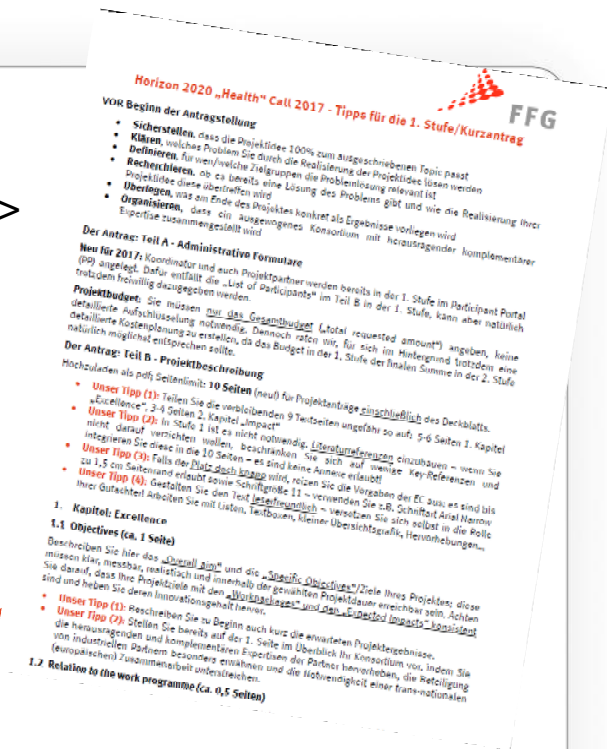 >
FFG
Horizon 2020 „Health“ Call 2017 - Tipps für die 1. Stufe/Kurzantrag
VOR Beginn der Antragstellung
• Sicherstellen, dass die Projektidee 100% zum ausgeschriebenen Topic passt
• Klären, welches Problem Sie durch die Realisierung der Projektidee lösen werden
• Definieren, für wen/welche Zielgruppen die Problemlösung relevant ist
• Recherchieren, ob es bereits eine Lösung des Problems gibt und wie die Realisierung Ihrer
Projektidee diese übertreffen wird
• Überlegen, was am Ende des Projektes konkret als Ergebnisse vorliegen wird
• Organisieren, dass ein ausgewogenes Konsortium mit herausragender komplementärer
Expertise zusammengestellt wird
Der Antrag: Teil A - Administrative Formulare
Neu für 2017: Koordinator und auch Projektpartner werden bereits in der 1. Stufe im Participant Portal
(PP) angelegt. Dafür entfällt die „List of Participants“ im Teil B in der 1. Stufe, kann aber natürlich
trotzdem freiwillig dazugegeben werden.
Projektbudget: Sie müssen nur das Gesamtbudget („total requested amount“) angeben, keine
detaillierte Aufschlüsselung notwendig. Dennoch raten wir, für sich im Hintergrund trotzdem eine
detaillierte Kostenplanung zu erstellen, da das Budget in der 1. Stufe der finalen Summe in der 2. Stufe
natürlich möglichst entsprechen sollte.
Der Antrag: Teil B - Projektbeschreibung
Hochzuladen als pdf; Seitenlimit: 10 Seiten (neu!) für Projektanträge einschließlich des Deckblatts.
• Unser Tipp (1): Teilen Sie die verbleibenden 9 Textseiten ungefähr so auf: 5-6 Seiten 1. Kapitel
„Excellence“, 3-4 Seiten 2. Kapitel „Impact“
• Unser Tipp (2): In Stufe 1 ist es nicht notwendig, Literaturreferenzen einzubauen – wenn Sie
nicht darauf verzichten wollen, beschränken Sie sich auf wenige Key-Referenzen und
integrieren Sie diese in die 10 Seiten – es sind keine Annexe erlaubt!
• Unser Tipp (3): Falls der Platz doch knapp wird, reizen Sie die Vorgaben der EC aus: es sind bis
zu 1,5 cm Seitenrand erlaubt sowie Schriftgröße 11 – verwenden Sie z.B. Schriftart Arial Narrow
• Unser Tipp (4): Gestalten Sie den Text leserfreundlich – versetzen Sie sich selbst in die Rolle
Ihrer Gutachter! Arbeiten Sie mit Listen, Textboxen, kleiner Übersichtsgrafik, Hervorhebungen...
1. Kapitel: Excellence
1.1 Objectives (ca. 1 Seite)
Beschreiben Sie hier das „Overall aim“ und die „Specific Objectives“/Ziele Ihres Projektes; diese
müssen klar, messbar, realistisch und innerhalb der gewählten Projektdauer erreichbar sein. Achten
Sie darauf, dass Ihre Projektziele mit den „Workpackages“ und den „Expected Impacts“ konsistent
sind und heben Sie deren Innovationsgehalt hervor.
• Unser Tipp (1): Beschreiben Sie zu Beginn auch kurz die erwarteten Projektergebnisse.
• Unser Tipp (2): Stellen Sie bereits auf der 1. Seite im Überblick Ihr Konsortium vor, indem Sie
die herausragenden und komplementären Expertisen der Partner hervorheben, die Beteiligung
von industriellen Partnern besonders erwähnen und die Notwendigkeit einer trans-nationalen
(europäischen) Zusammenarbeit unterstreichen.
1.2 Relation to the work programme (ca. 0,5 Seiten)